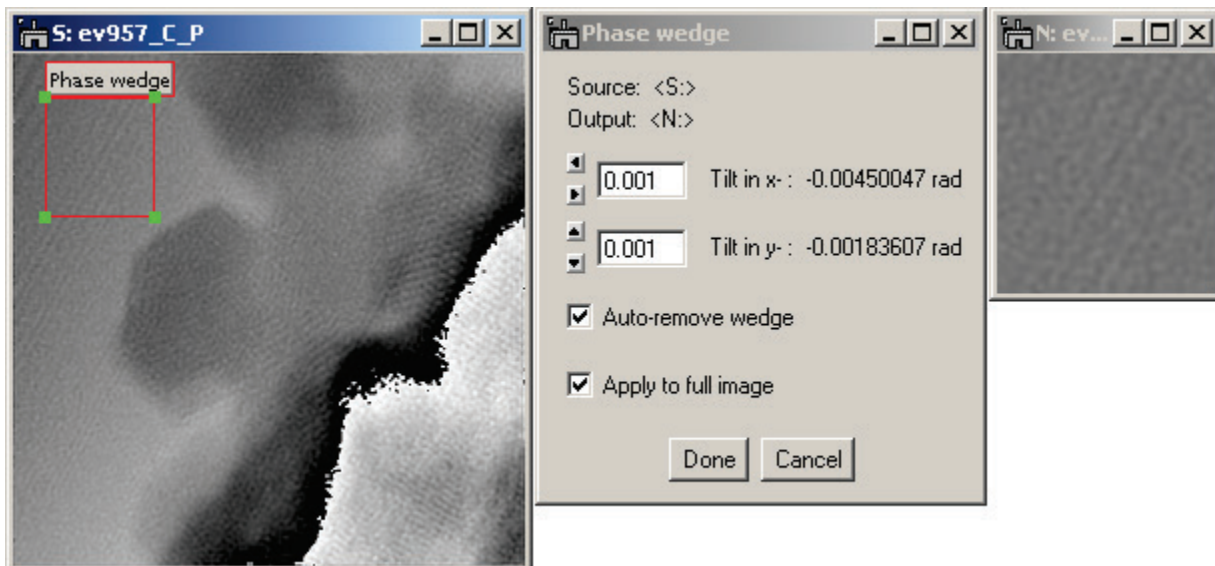 S: ev957_C_P
Phase wedge
Phase wedge
Source: <S:>
Output: <N:>
0.001 Tilt in x- : -0.00450047 rad
0.001 Tilt in y- : -0.00183607 rad
Auto-remove wedge
Apply to full image
Done Cancel
N: ev...